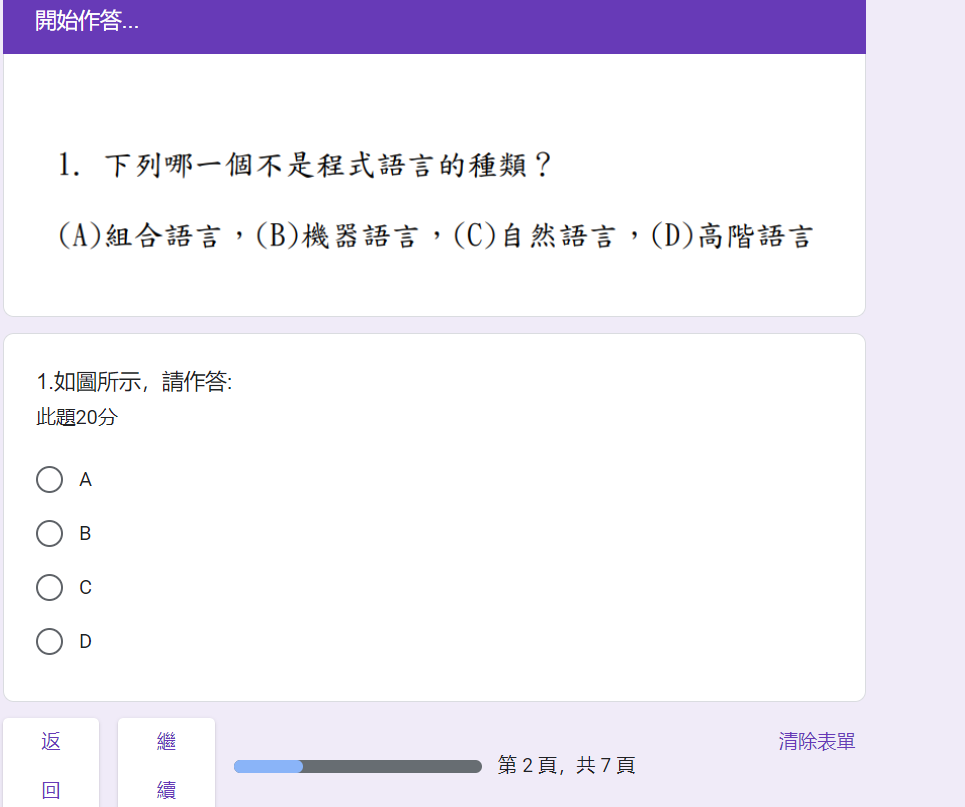 開始作答...
1. 下列哪一個不是程式語言的種類？
(A)組合語言，(B)機器語言，(C)自然語言，(D)高階語言
1.如圖所示，請作答:
此題20分
A
B
C
D
返回
繼續
第 2 頁，共 7 頁
清除表單